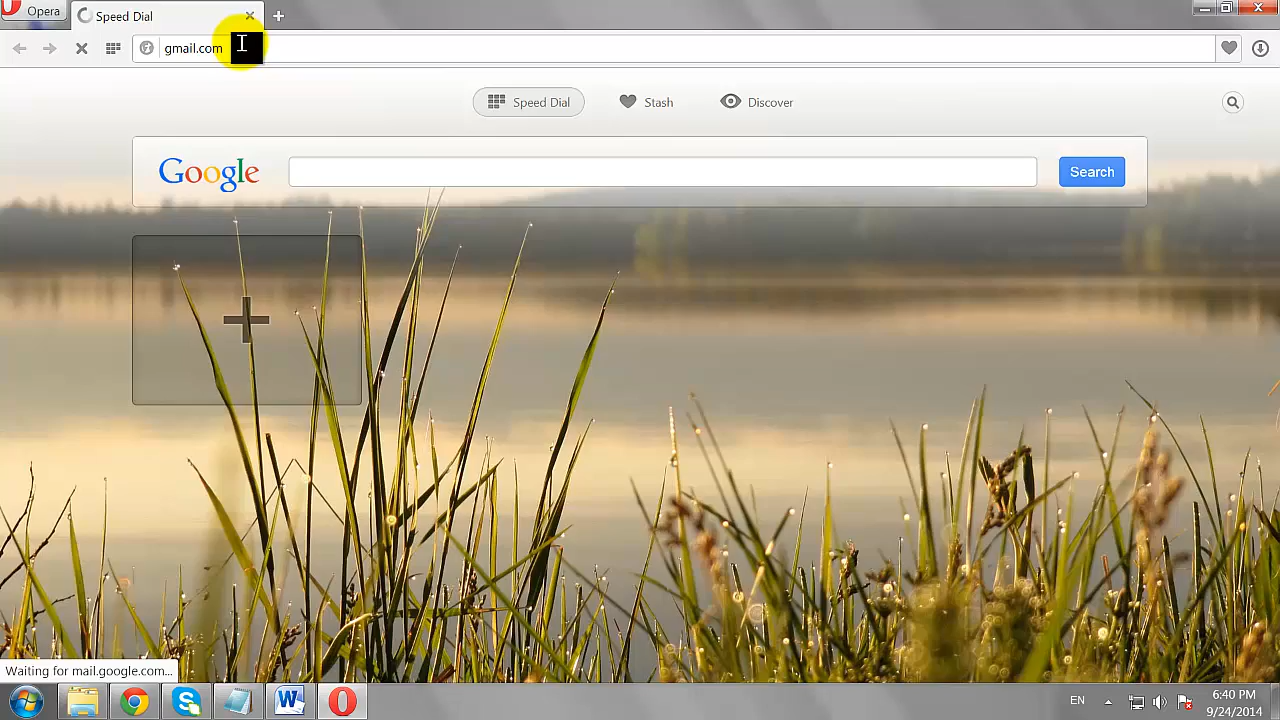 Opera
Speed Dial
gmail.com
Speed Dial
Stash
Discover
Google
Search
Waiting for mail.google.com...
EN
6:40 PM
9/24/2014